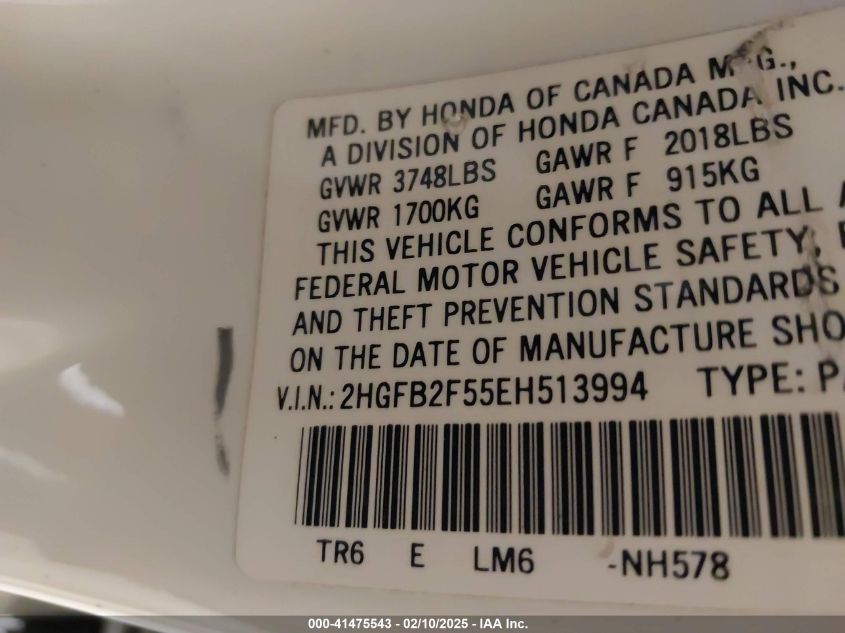 MFD. BY HONDA OF CANADA MFG.,
A DIVISION OF HONDA CANADA INC.
GVWR 3748LBS GAWR F 2018LBS
GVWR 1700KG GAWR F 915KG
THIS VEHICLE CONFORMS TO ALL A
FEDERAL MOTOR VEHICLE SAFETY,
AND THEFT PREVENTION STANDARDS
ON THE DATE OF MANUFACTURE SHO
V.I.N.: 2HGFB2F55EH513994 TYPE: PA
TR6 E LM6 -NH578
000-41475543 - 02/10/2025 - IAA Inc.